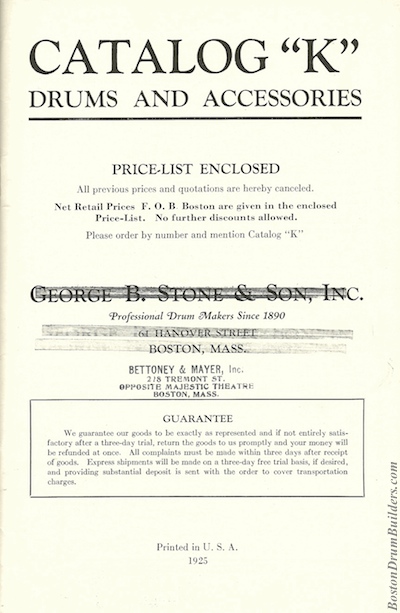 CATALOG "K"
DRUMS AND ACCESSORIES
PRICE-LIST ENCLOSED
All previous prices and quotations are hereby canceled.
Net Retail Prices F. O. B. Boston are given in the enclosed
Price-List. No further discounts allowed.
Please order by number and mention Catalog "K"
GEORGE B. STONE & SON, INC.
Professional Drum Makers Since 1890
61 HANOVER STREET
BOSTON, MASS.
BETTONEY & MAYER, Inc.
218 TREMONT ST.
OPPOSITE MAJESTIC THEATRE
BOSTON, MASS.
GUARANTEE
We guarantee our goods to be exactly as represented and if not entirely satis-
factory after a three-day trial, return the goods to us promptly and your money will
be refunded at once. All complaints must be made within three days after receipt
of goods. Express shipments will be made on a three-day free trial basis, if desired,
and providing substantial deposit is sent with the order to cover transportation
charges.
Printed in U. S. A.
1925
BostonDrumBuilders.com